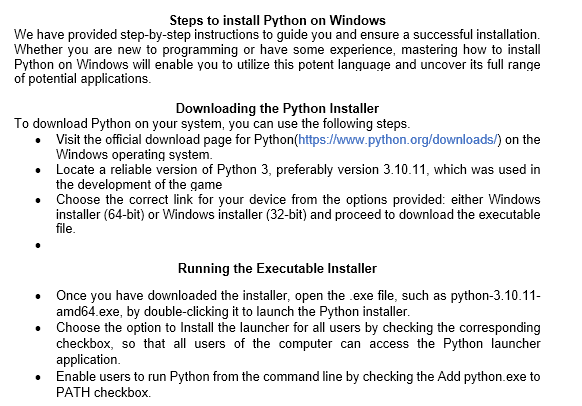 Steps to install Python on Windows
We have provided step-by-step instructions to guide you and ensure a successful installation.
Whether you are new to programming or have some experience, mastering how to install
Python on Windows will enable you to utilize this potent language and uncover its full range
of potential applications.
Downloading the Python Installer
To download Python on your system, you can use the following steps.
• Visit the official download page for Python(https://www.python.org/downloads/) on the
Windows operating system.
• Locate a reliable version of Python 3, preferably version 3.10.11, which was used in
the development of the game
• Choose the correct link for your device from the options provided: either Windows
installer (64-bit) or Windows installer (32-bit) and proceed to download the executable
file.
•
Running the Executable Installer
• Once you have downloaded the installer, open the .exe file, such as python-3.10.11-
amd64.exe, by double-clicking it to launch the Python installer.
• Choose the option to Install the launcher for all users by checking the corresponding
checkbox, so that all users of the computer can access the Python launcher
application.
• Enable users to run Python from the command line by checking the Add python.exe to
PATH checkbox.